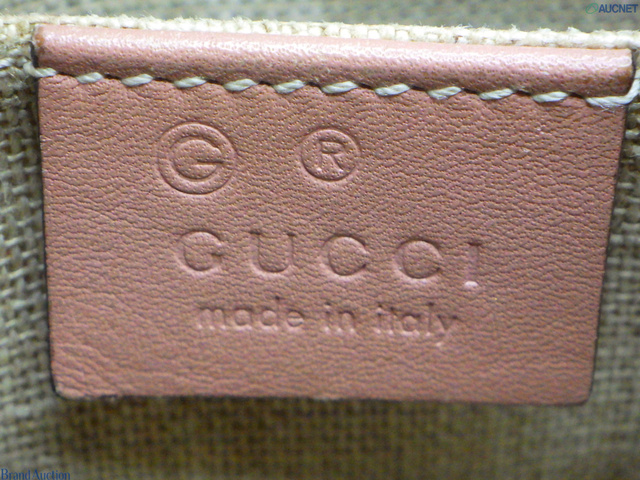 AUCNET
G R
GUCCI
made in italy
Brand Auction